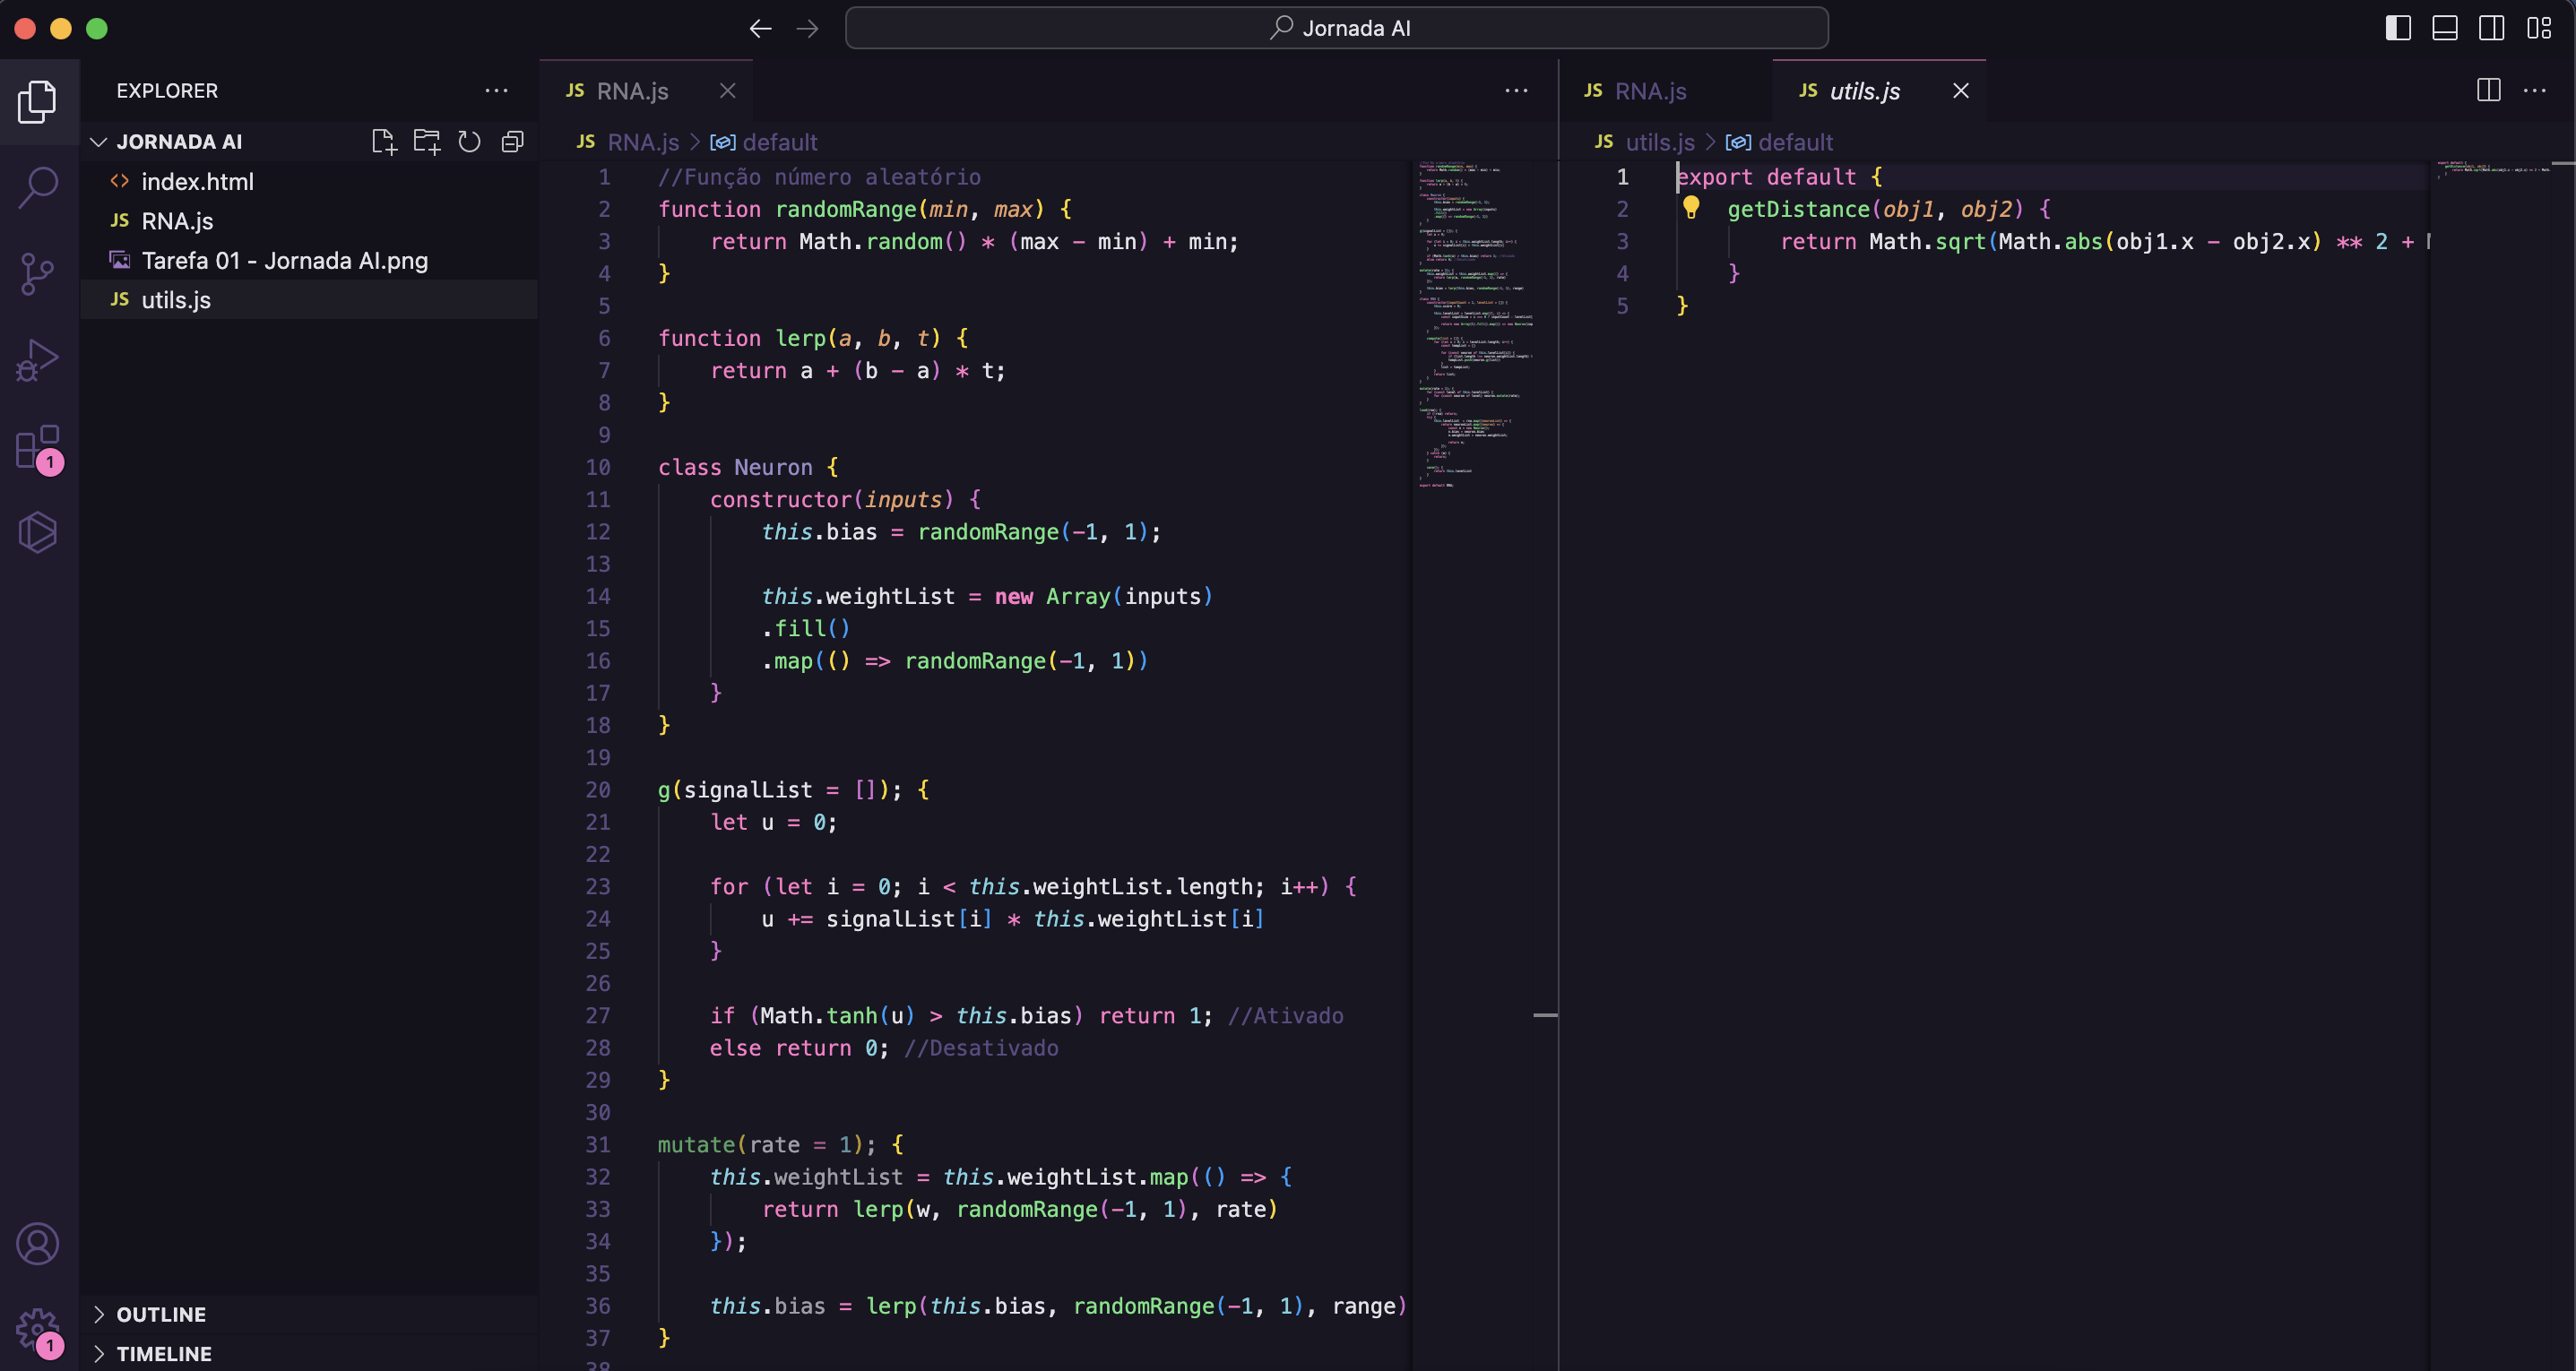 Jornada AI
EXPLORER
JORNADA AI
index.html
JS RNA.js
Tarefa 01 - Jornada AI.png
JS utils.js
1
1
OUTLINE
TIMELINE
JS RNA.js
JS RNA.js > default
1 //Função número aleatório
2 function randomRange(min, max) {
3 return Math.random() * (max - min) + min;
4 }
5
6 function lerp(a, b, t) {
7 return a + (b - a) * t;
8 }
9
10 class Neuron {
11 constructor(inputs) {
12 this.bias = randomRange(-1, 1);
13
14 this.weightList = new Array(inputs)
15 .fill()
16 .map(() => randomRange(-1, 1))
17 }
18 }
19
20 g(signalList = []); {
21 let u = 0;
22
23 for (let i = 0; i < this.weightList.length; i++) {
24 u += signalList[i] * this.weightList[i]
25 }
26
27 if (Math.tanh(u) > this.bias) return 1; //Ativado
28 else return 0; //Desativado
29 }
30
31 mutate(rate = 1); {
32 this.weightList = this.weightList.map(() => {
33 return lerp(w, randomRange(-1, 1), rate)
34 });
35
36 this.bias = lerp(this.bias, randomRange(-1, 1), range)
37 }
38
JS RNA.js
JS utils.js
JS utils.js > default
1 export default {
2 getDistance(obj1, obj2) {
3 return Math.sqrt(Math.abs(obj1.x - obj2.x) ** 2 +
4 }
5 }